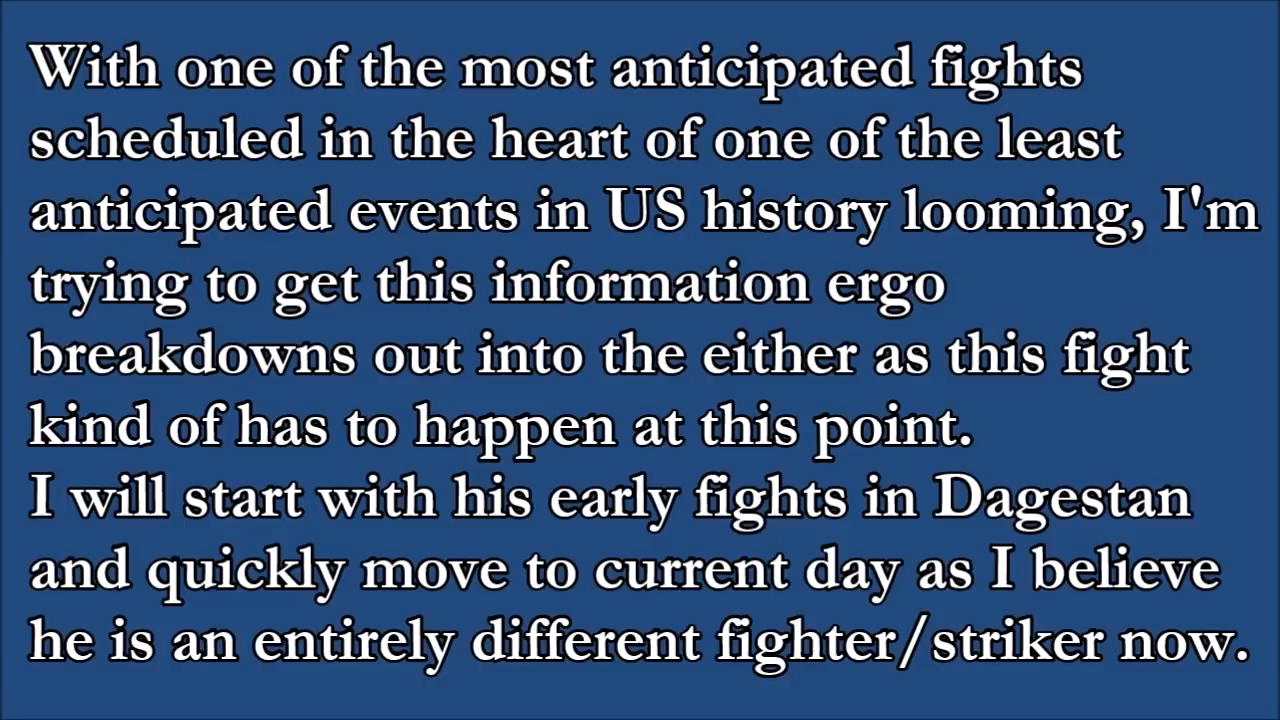 With one of the most anticipated fights
scheduled in the heart of one of the least
anticipated events in US history looming, I'm
trying to get this information ergo
breakdowns out into the either as this fight
kind of has to happen at this point.
I will start with his early fights in Dagestan
and quickly move to current day as I believe
he is an entirely different fighter/striker now.